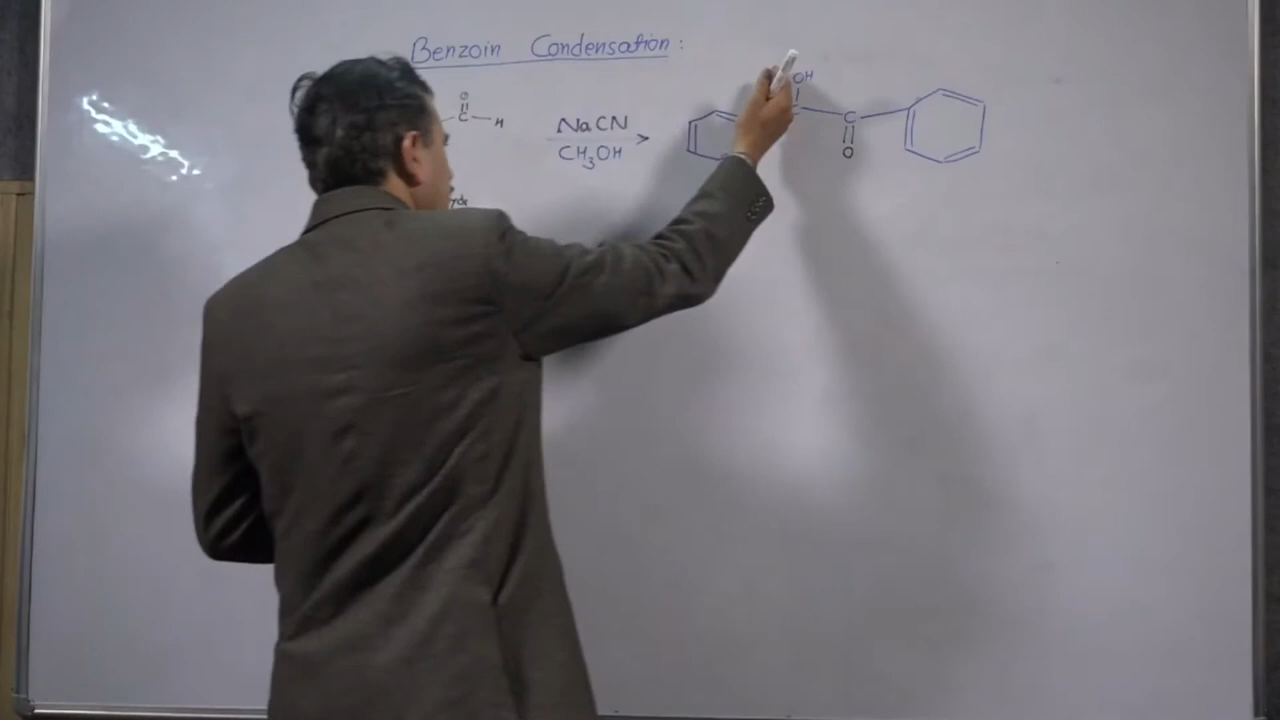 Benzoin Condensation :
O
C H
NaCN
CH3OH
OH
C C
O